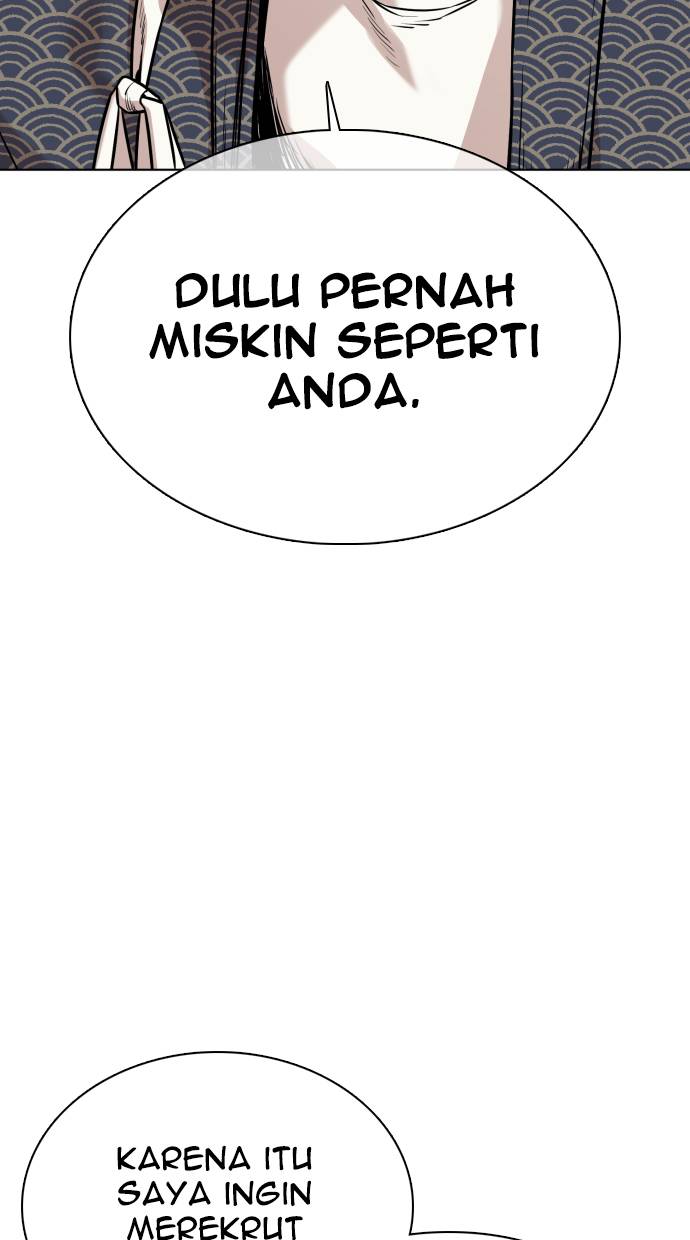 DULU PERNAH
MISKIN SEPERTI
ANDA.
KARENA ITU
SAYA INGIN
MEREKRUT